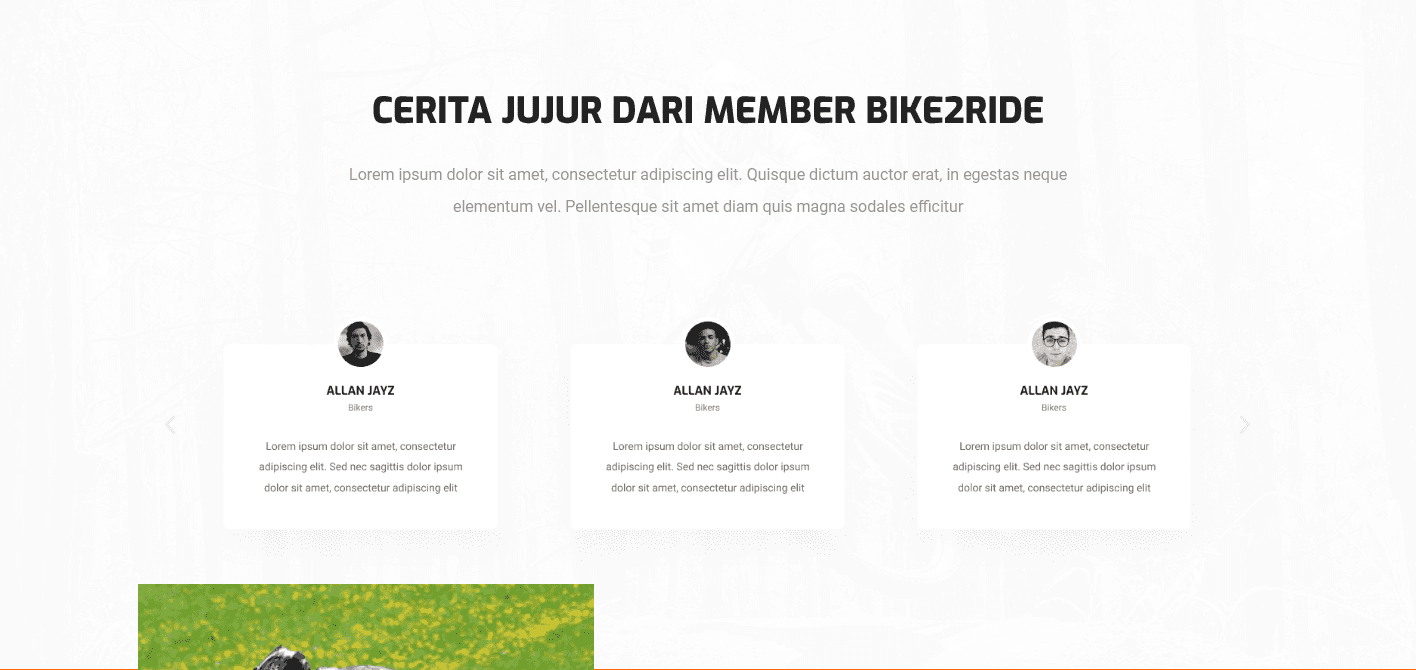 CERITA JUJUR DARI MEMBER BIKE2RIDE
Lorem ipsum dolor sit amet, consectetur adipiscing elit. Quisque dictum auctor erat, in egestas neque
elementum vel. Pellentesque sit amet diam quis magna sodales efficitur
ALLAN JAYZ
Bikers
Lorem ipsum dolor sit amet, consectetur
adipiscing elit. Sed nec sagittis dolor ipsum
dolor sit amet, consectetur adipiscing elit
ALLAN JAYZ
Bikers
Lorem ipsum dolor sit amet, consectetur
adipiscing elit. Sed nec sagittis dolor ipsum
dolor sit amet, consectetur adipiscing elit
ALLAN JAYZ
Bikers
Lorem ipsum dolor sit amet, consectetur
adipiscing elit. Sed nec sagittis dolor ipsum
dolor sit amet, consectetur adipiscing elit